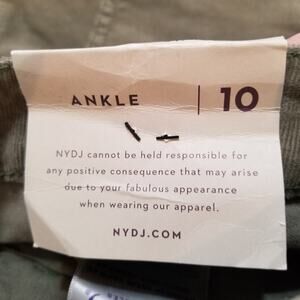 ANKLE | 10
NYDJ cannot be held responsible for
any positive consequence that may arise
due to your fabulous appearance
when wearing our apparel.
NYDJ.COM